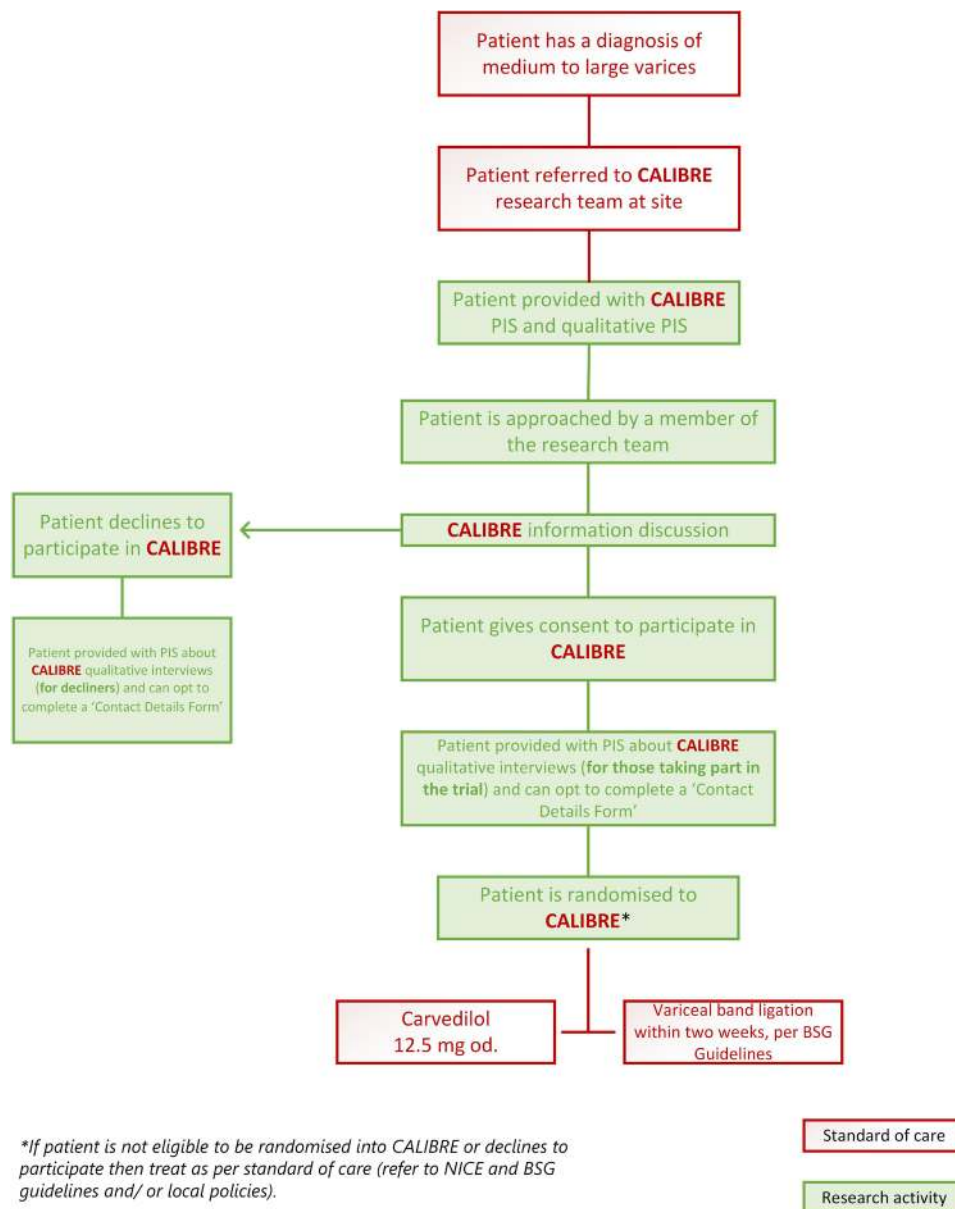 Patient has a diagnosis of
medium to large varices
Patient referred to CALIBRE
research team at site
Patient provided with CALIBRE
PIS and qualitative PIS
Patient is approached by a member of
the research team
CALIBRE information discussion
Patient declines to
participate in CALIBRE
Patient provided with PIS about
CALIBRE qualitative interviews
(for decliners) and can opt to
complete a ‘Contact Details Form’
Patient gives consent to participate in
CALIBRE
Patient provided with PIS about CALIBRE
qualitative interviews (for those taking part in
the trial) and can opt to complete a ‘Contact
Details Form’
Patient is randomised to
CALIBRE*
Carvedilol
12.5 mg od.
Variceal band ligation
within two weeks, per BSG
Guidelines
*If patient is not eligible to be randomised into CALIBRE or declines to
participate then treat as per standard of care (refer to NICE and BSG
guidelines and/ or local policies).
Standard of care
Research activity